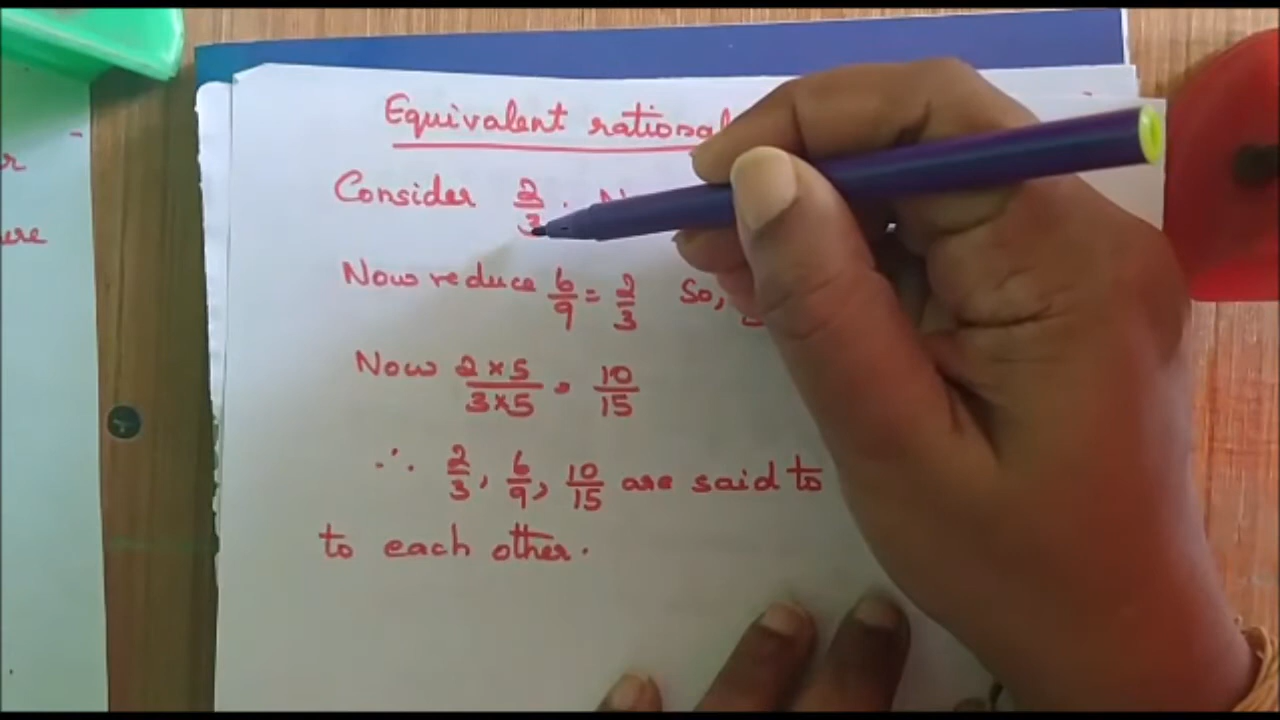 Equivalent rational
Consider 2/3 . N
Now reduce 6/9 = 2/3 So,
Now 2×5/3×5 = 10/15
∴ 2/3, 6/9, 10/15 are said to
to each other.
r
ere